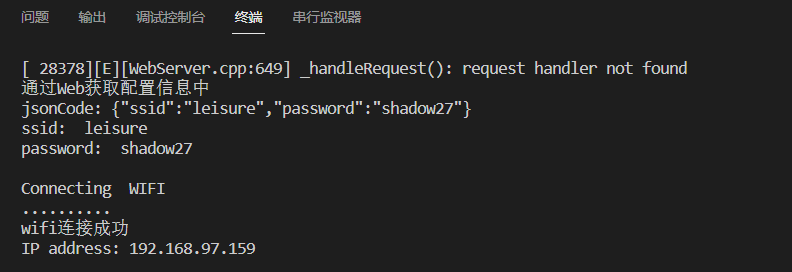 问题 输出 调试控制台 终端 串行监视器
[ 28378][E][WebServer.cpp:649] _handleRequest(): request handler not found
通过Web获取配置信息中
jsonCode: {"ssid":"leisure","password":"shadow27"}
ssid:  leisure
password:  shadow27
Connecting  WIFI
..........
wifi连接成功
IP address: 192.168.97.159